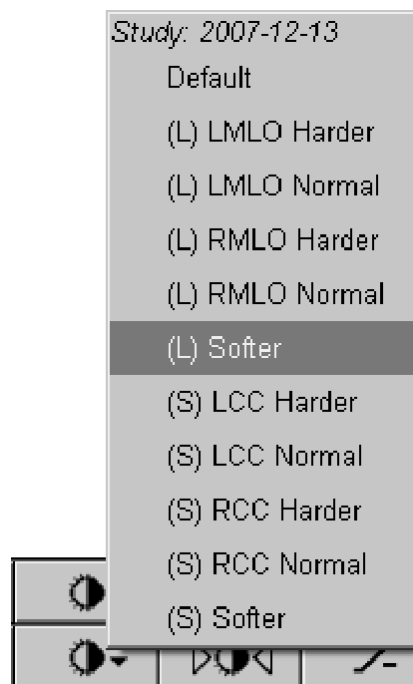 Study: 2007-12-13
Default
(L) LMLO Harder
(L) LMLO Normal
(L) RMLO Harder
(L) RMLO Normal
(L) Softer
(S) LCC Harder
(S) LCC Normal
(S) RCC Harder
(S) RCC Normal
(S) Softer